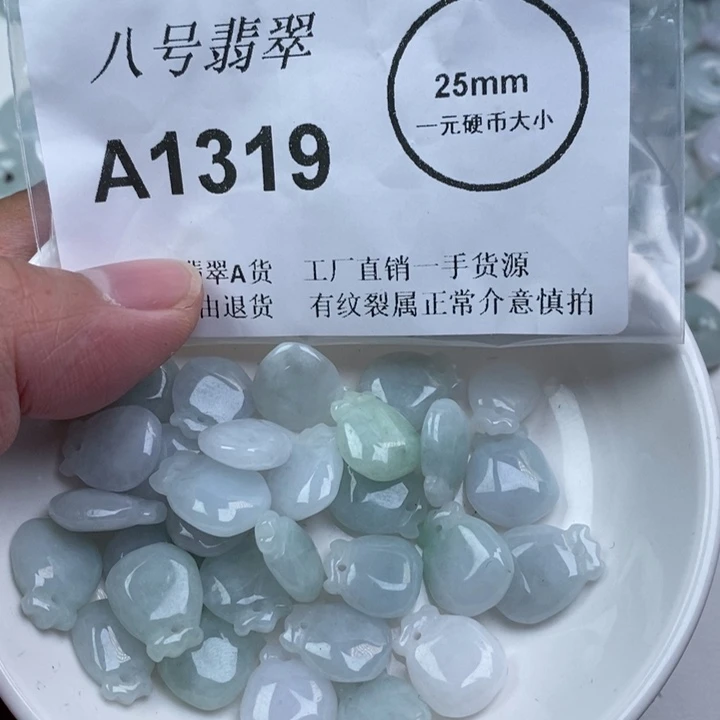 八号翡翠
25mm
一元硬币大小
A1319
翡翠A货 工厂直销一手货源
由退货 有纹裂属正常介意慎拍